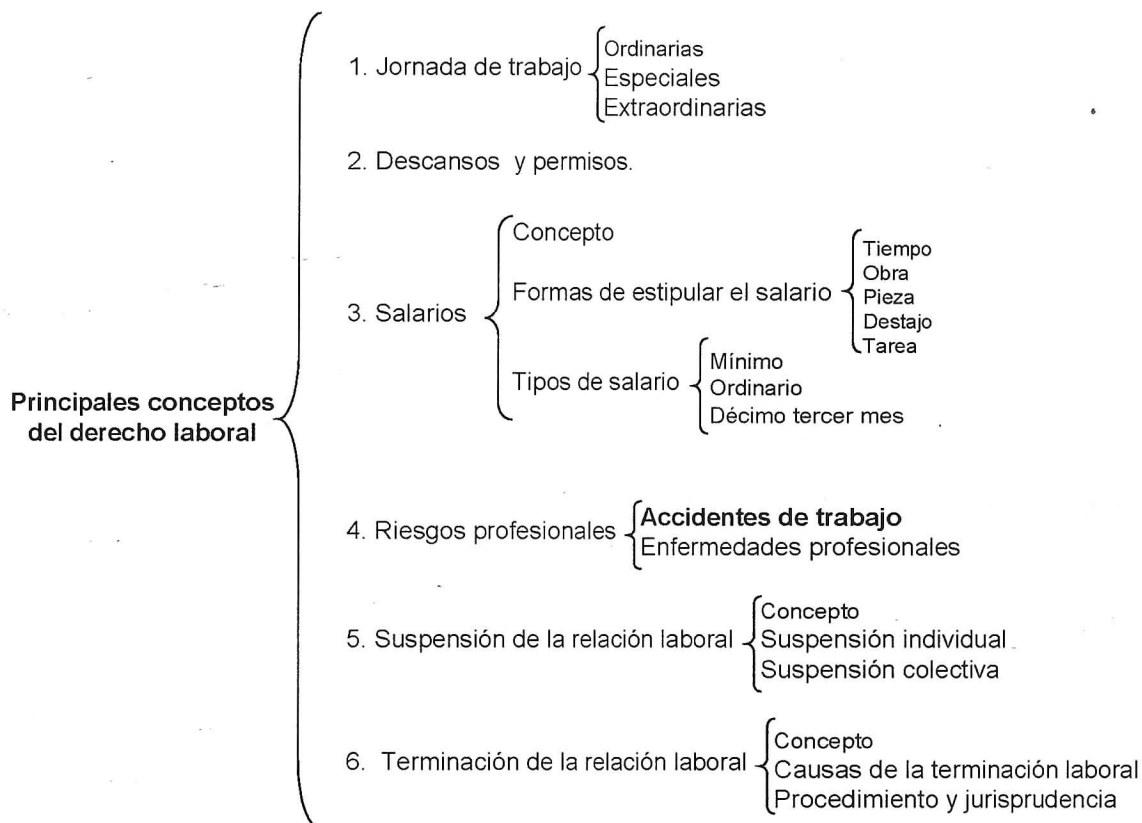 1. Jornada de trabajo
Ordinarias
Especiales
Extraordinarias
2. Descansos y permisos.
3. Salarios
Concepto
Formas de estipular el salario
Tiempo
Obra
Pieza
Destajo
Tarea
Tipos de salario
Mínimo
Ordinario
Décimo tercer mes
Principales conceptos
del derecho laboral
4. Riesgos profesionales
Accidentes de trabajo
Enfermedades profesionales
5. Suspensión de la relación laboral
Concepto
Suspensión individual
Suspensión colectiva
6. Terminación de la relación laboral
Concepto
Causas de la terminación laboral
Procedimiento y jurisprudencia